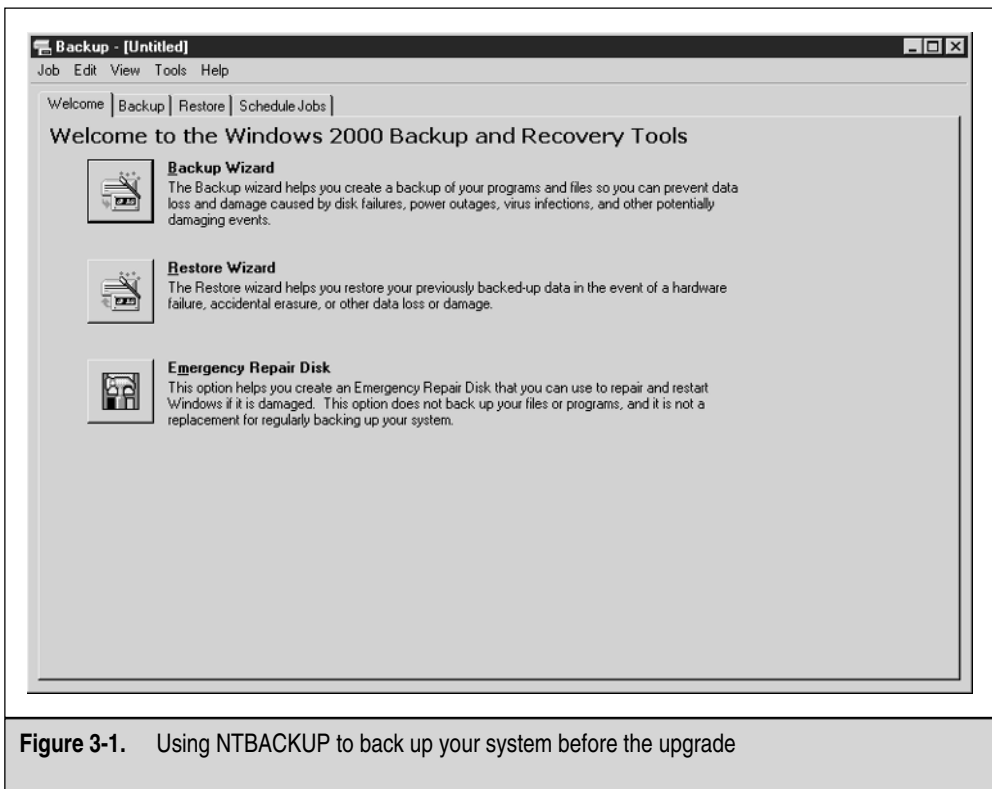 Backup - [Untitled]
Job Edit View Tools Help
Welcome Backup Restore Schedule Jobs
Welcome to the Windows 2000 Backup and Recovery Tools
Backup Wizard
The Backup wizard helps you create a backup of your programs and files so you can prevent data
loss and damage caused by disk failures, power outages, virus infections, and other potentially
damaging events.
Restore Wizard
The Restore wizard helps you restore your previously backed-up data in the event of a hardware
failure, accidental erasure, or other data loss or damage.
Emergency Repair Disk
This option helps you create an Emergency Repair Disk that you can use to repair and restart
Windows if it is damaged. This option does not back up your files or programs, and it is not a
replacement for regularly backing up your system.
Figure 3-1. Using NTBACKUP to back up your system before the upgrade